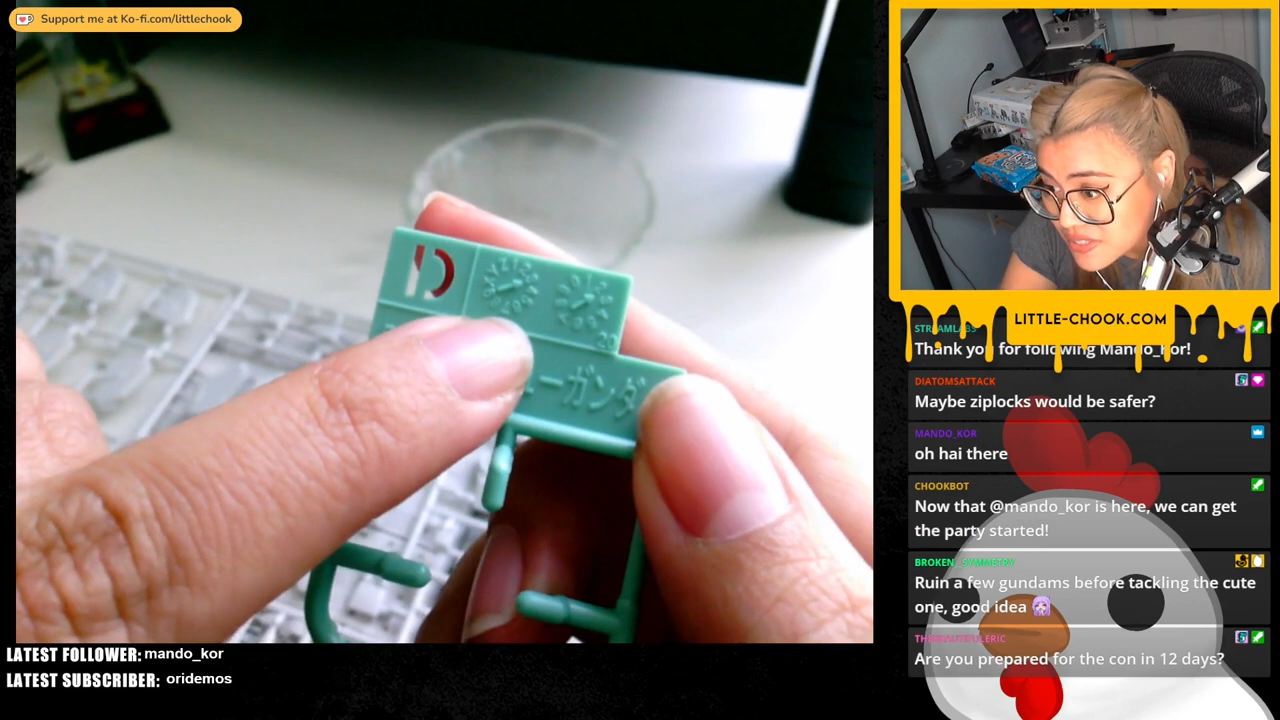 Support me at Ko-fi.com/littlechook
D
20
ーガンダ
LITTLE-CHOOK.COM
Thank you for following Mando_kor!
DIATOMSATTACK
Maybe ziplocks would be safer?
MANDO_KOR
oh hai there
CHOOKBOT
Now that @mando_kor is here, we can get
the party started!
BROKEN_SYMMETRY
Ruin a few gundams before tackling the cute
one, good idea
Are you prepared for the con in 12 days?
LATEST FOLLOWER: mando_kor
LATEST SUBSCRIBER: oridemos